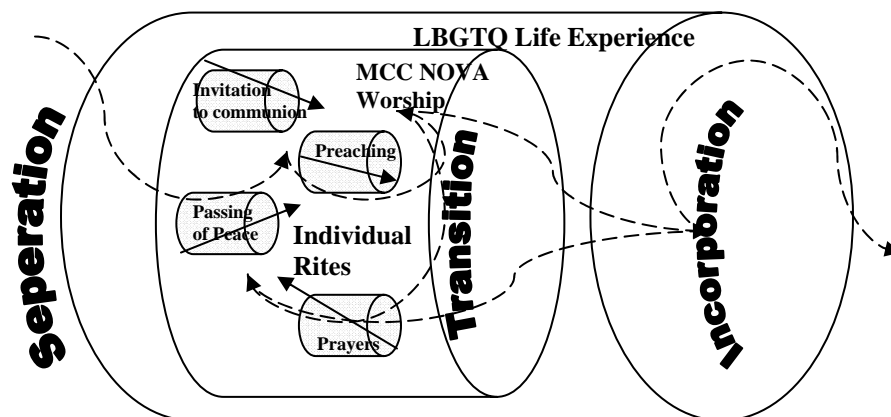 LBGTQ Life Experience
MCC NOVA
Worship
Invitation
to communion
Preaching
Passing
of Peace
Individual
Rites
Prayers
Seperation
Transition
Incorporation